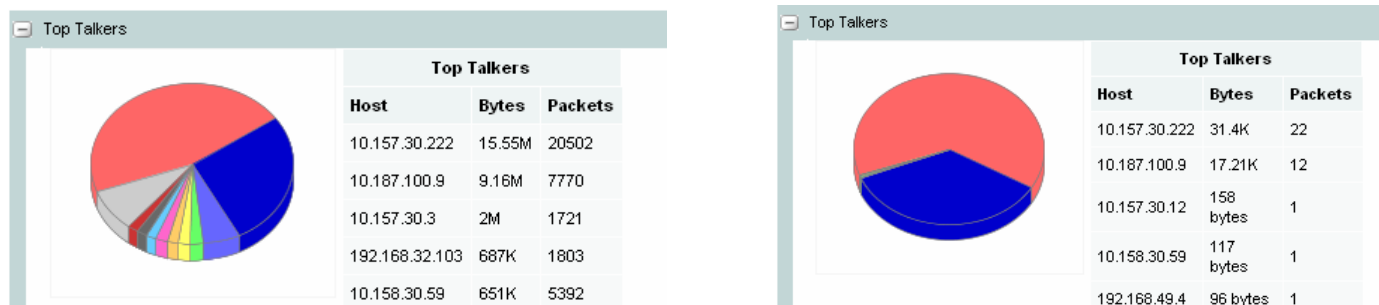 Top Talkers
Top Talkers
Host Bytes Packets
10.157.30.222 15.55M 20502
10.187.100.9 9.16M 7770
10.157.30.3 2M 1721
192.168.32.103 687K 1803
10.158.30.59 651K 5392
Top Talkers
Top Talkers
Host Bytes Packets
10.157.30.222 31.4K 22
10.187.100.9 17.21K 12
10.157.30.12 158 bytes 1
10.158.30.59 117 bytes 1
192.168.49.4 96 bytes 1